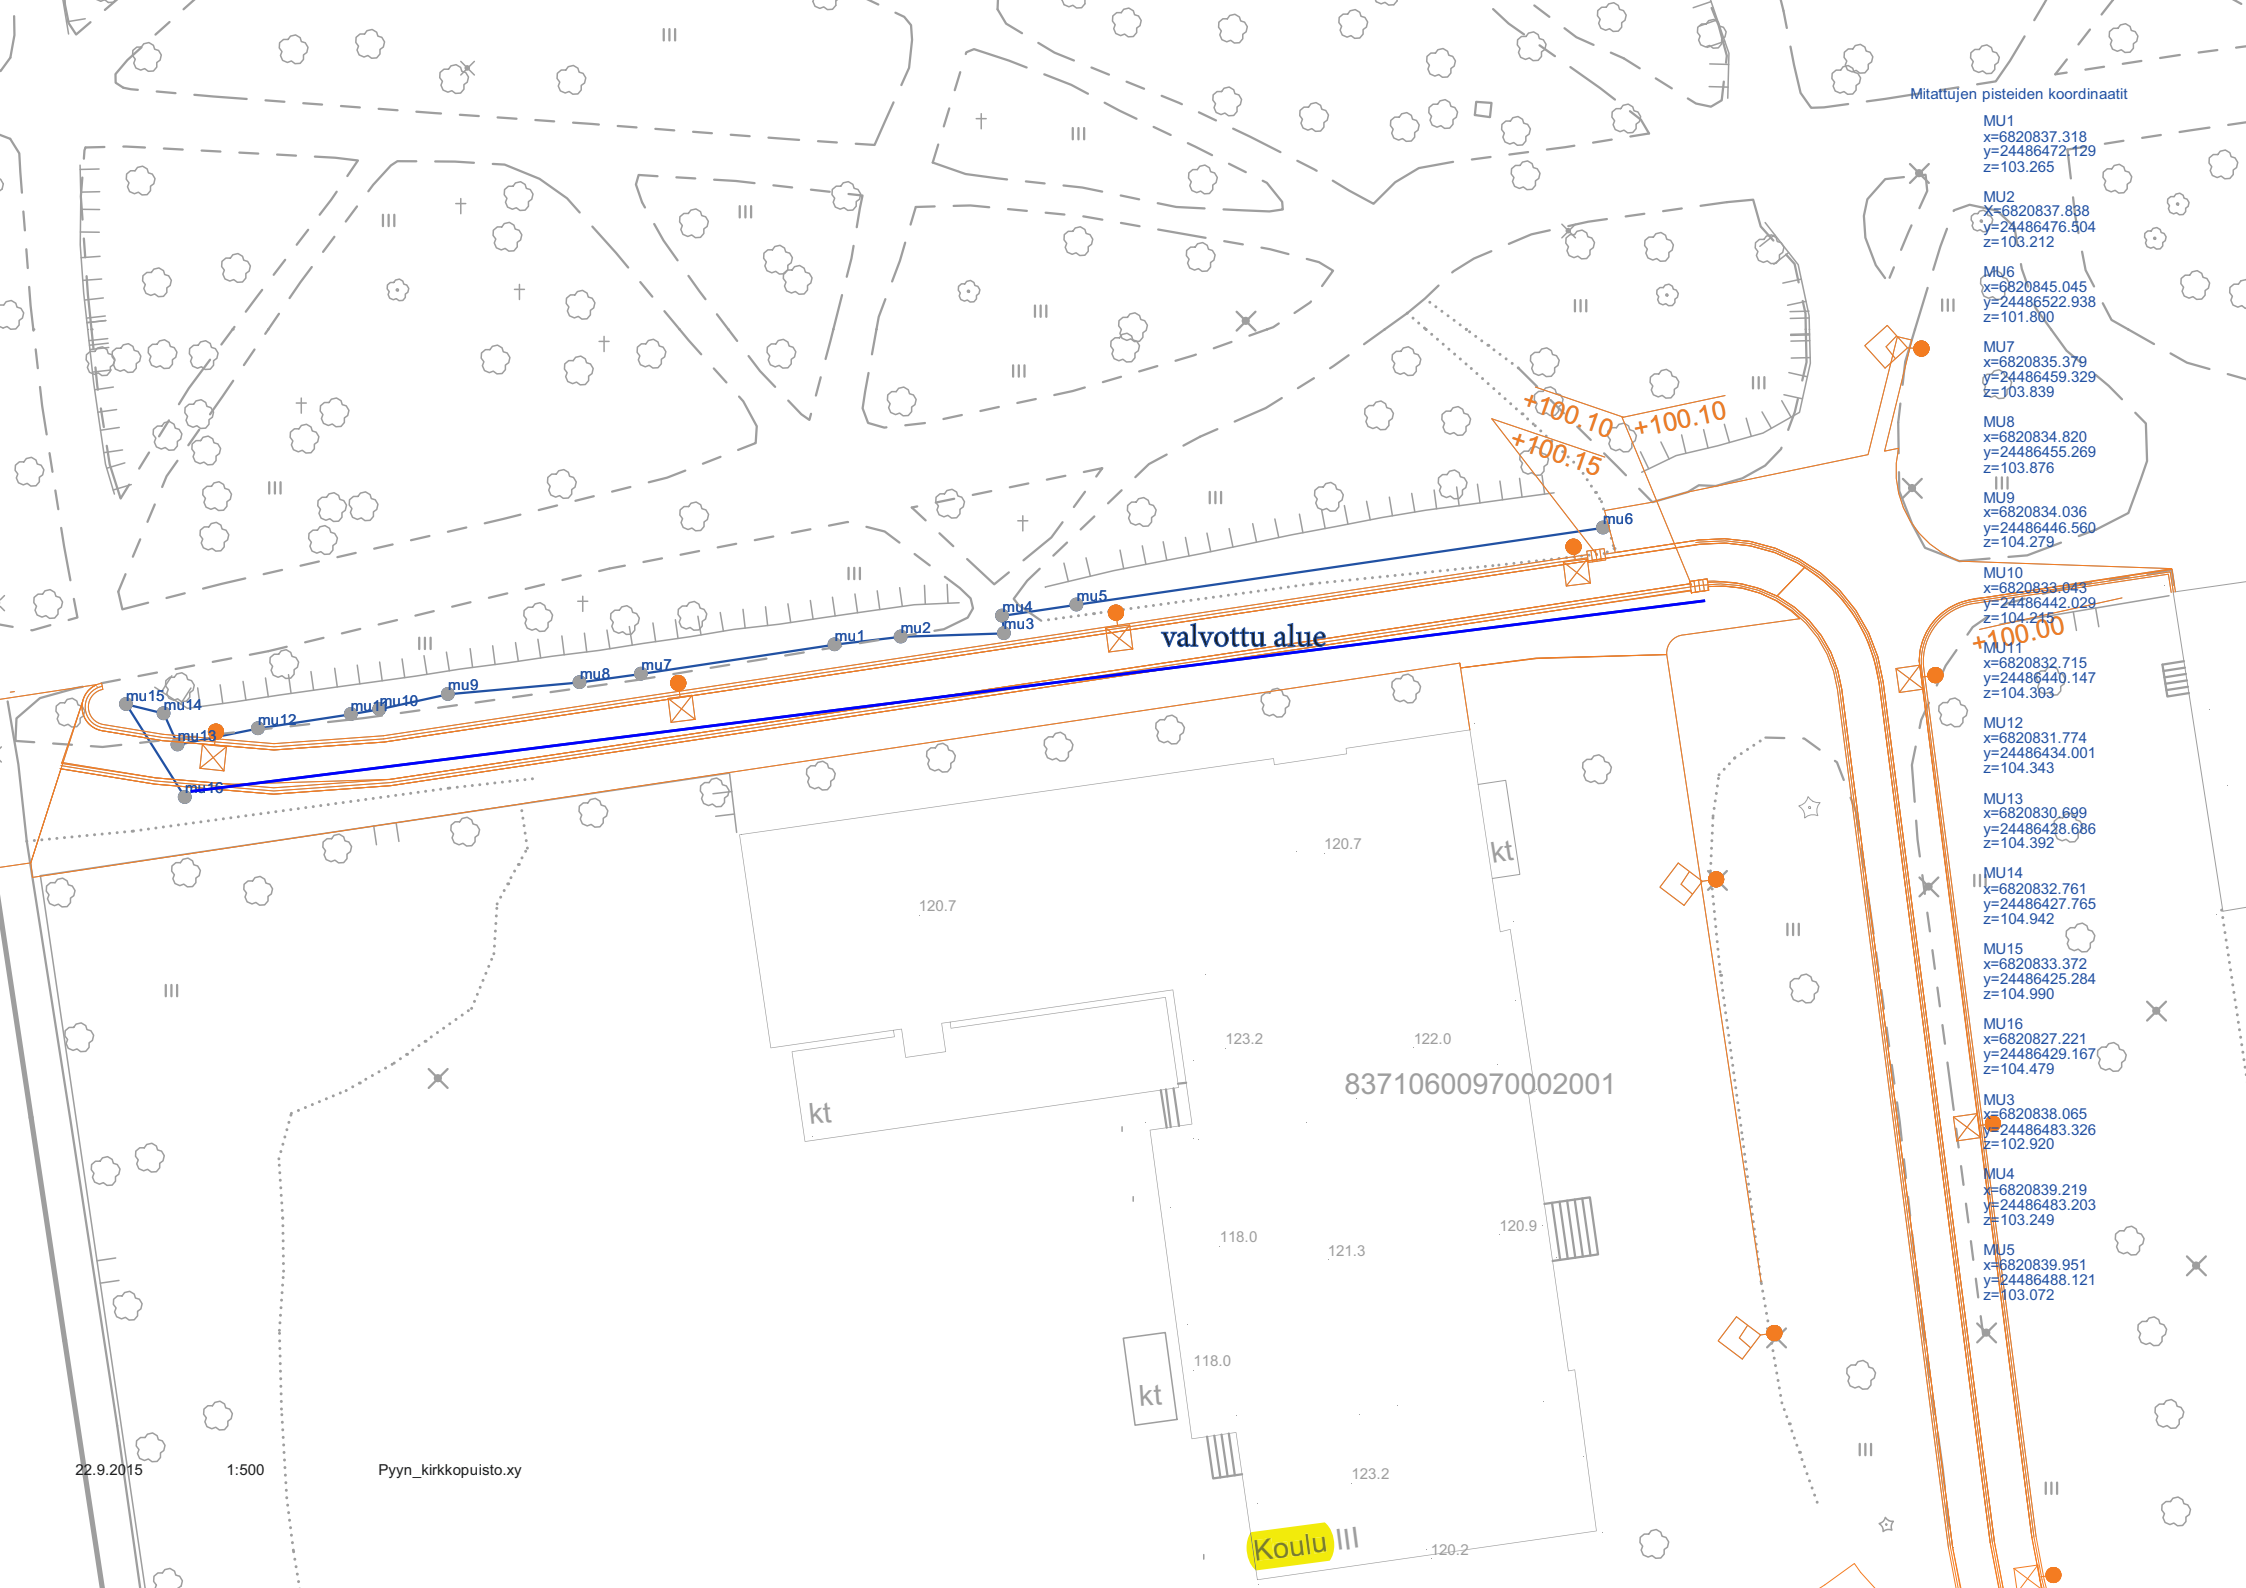 Mitattujen pisteiden koordinaatit
MU1
x=6820837.318
y=24486472.129
z=103.265
MU2
x=6820837.838
y=24486476.504
z=103.212
MU6
x=6820845.045
y=24486522.938
z=101.800
MU7
x=6820835.379
y=24486459.329
z=103.839
MU8
x=6820834.820
y=24486455.269
z=103.876
MU9
x=6820834.036
y=24486446.560
z=104.279
MU10
x=6820833.043
y=24486442.029
z=104.215
MU11
x=6820832.715
y=24486440.147
z=104.303
MU12
x=6820831.774
y=24486434.001
z=104.343
MU13
x=6820830.699
y=24486428.686
z=104.392
MU14
x=6820832.761
y=24486427.765
z=104.942
MU15
x=6820833.372
y=24486425.284
z=104.990
MU16
x=6820827.221
y=24486429.167
z=104.479
MU3
x=6820838.065
y=24486483.326
z=102.920
MU4
x=6820839.219
y=24486483.203
z=103.249
MU5
x=6820839.951
y=24486488.121
z=103.072
+100.10
+100.10
+100.15
+100.00
mu6
mu5
mu4
mu3
mu2
mu1
mu7
mu8
mu9
mu10
mu12
mu13
mu14
mu15
mu16
valvottu alue
120.7
kt
120.7
123.2
122.0
83710600970002001
kt
120.9
118.0
121.3
118.0
kt
123.2
Koulu III
120.2
22.9.2015 1:500 Pyyn_kirkkopuisto.xy